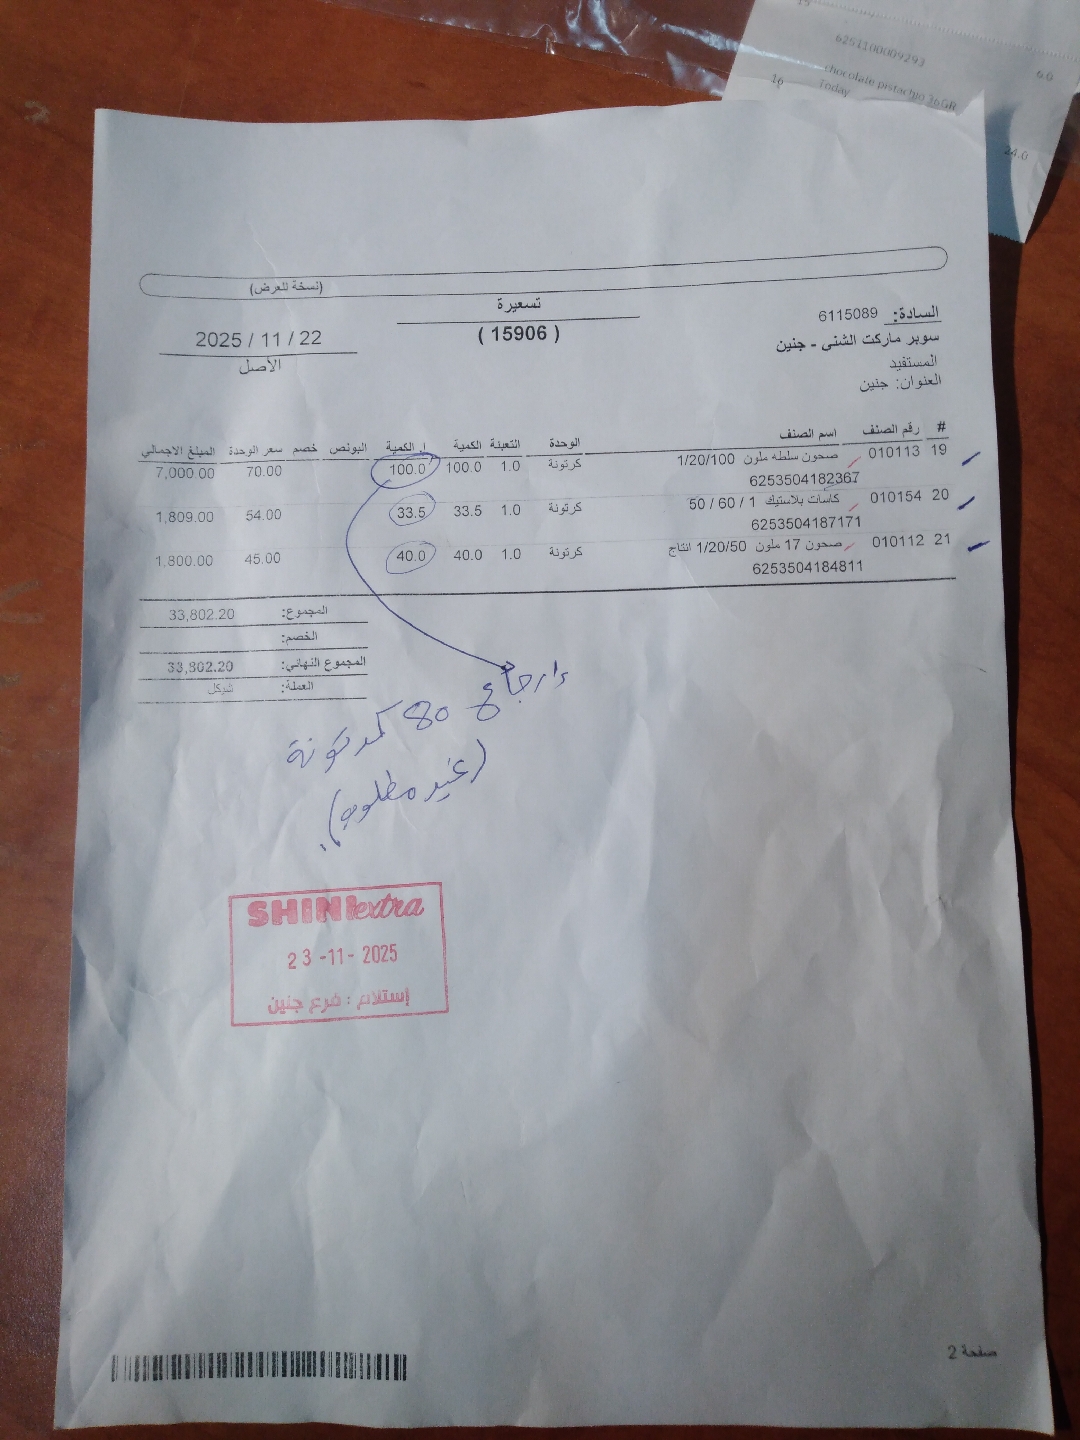 15
6251100009293
6.0
chocolate pistachio 36GR
16 Today
24.0
(نسخة للعرض)
تسعيرة
( 15906 )
السادة: 6115089
سوبر ماركت الشني - جنين
المستفيد
العنوان: جنين
2025 / 11 / 22
الأصل
# رقم الصنف اسم الصنف الوحدة التعبئة الكمية إ. الكمية البونص خصم سعر الوحدة المبلغ الاجمالي
19 010113 صحون سلطه ملون 1/20/100 كرتونة 1.0 100.0 100.0 70.00 7,000.00
6253504182367
20 010154 كاسات بلاستيك 1 / 60 / 50 كرتونة 1.0 33.5 33.5 54.00 1,809.00
6253504187171
21 010112 صحون 17 ملون 1/20/50 انتاج كرتونة 1.0 40.0 40.0 45.00 1,800.00
6253504184811
المجموع: 33,802.20
الخصم:
المجموع النهائي: 33,802.20
العملة: شيكل
إرجاع 80 كرتونة
(غير مطلوب).
SHINI extra
23-11-2025
إستلام : فرع جنين
صفحة 2